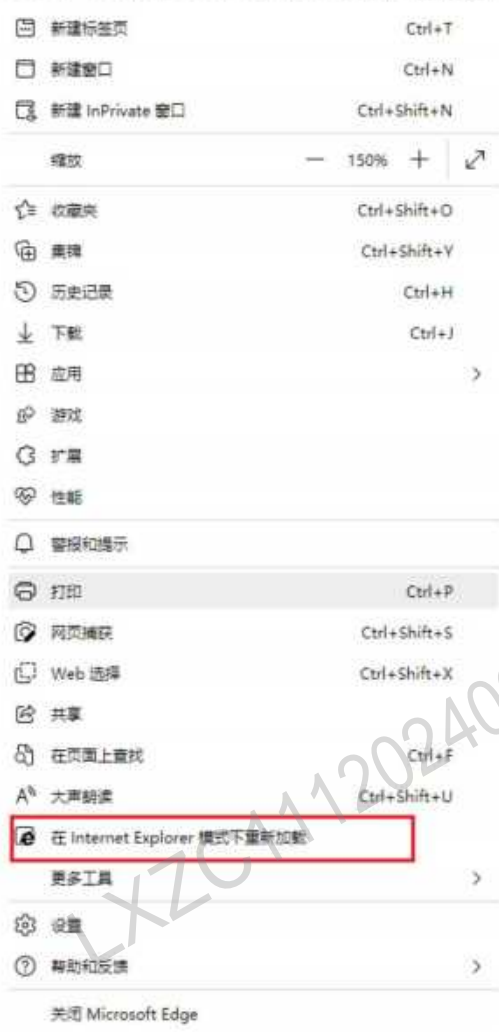 新建标签页 Ctrl+T
新建窗口 Ctrl+N
新建 InPrivate 窗口 Ctrl+Shift+N
缩放 — 150% +
收藏夹 Ctrl+Shift+O
集锦 Ctrl+Shift+Y
历史记录 Ctrl+H
下载 Ctrl+J
应用
游戏
扩展
性能
警报和提示
打印 Ctrl+P
网页捕获 Ctrl+Shift+S
Web 选择 Ctrl+Shift+X
共享
在页面上查找 Ctrl+F
大声朗读 Ctrl+Shift+U
在 Internet Explorer 模式下重新加载
更多工具
设置
帮助和反馈
关闭 Microsoft Edge